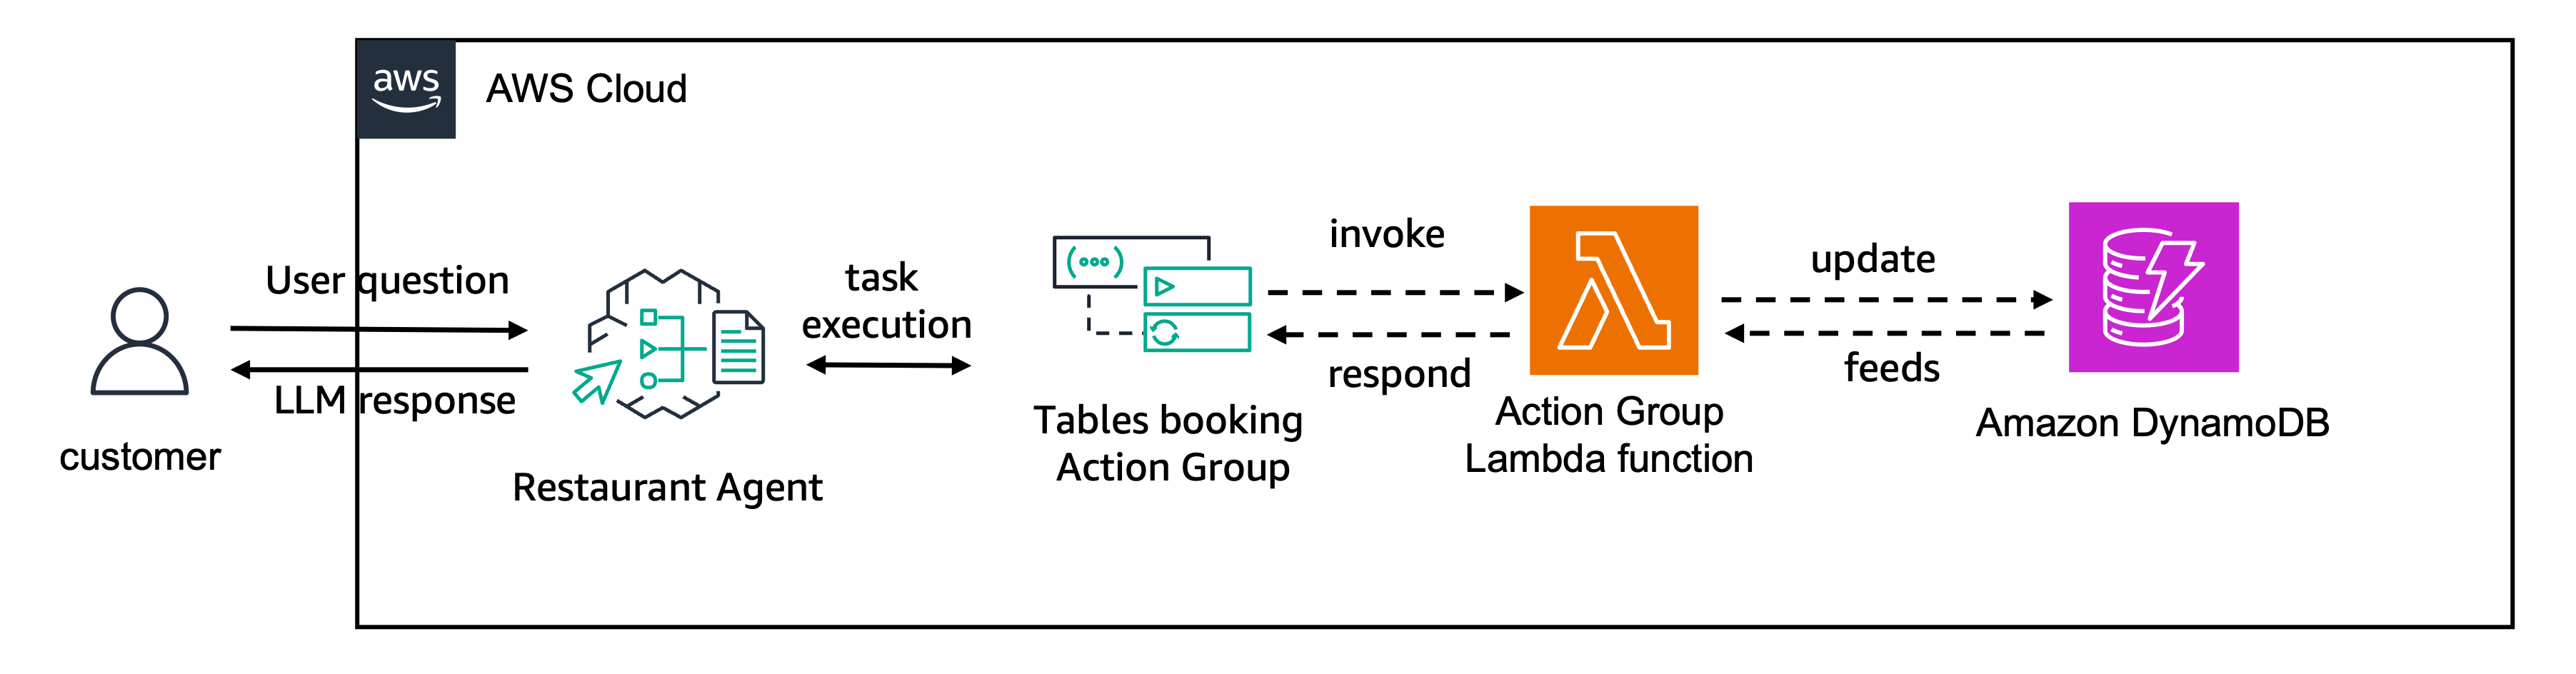 aws
AWS Cloud
User question
LLM response
customer
Restaurant Agent
task
execution
Tables booking
Action Group
invoke
respond
Action Group
Lambda function
update
feeds
Amazon DynamoDB